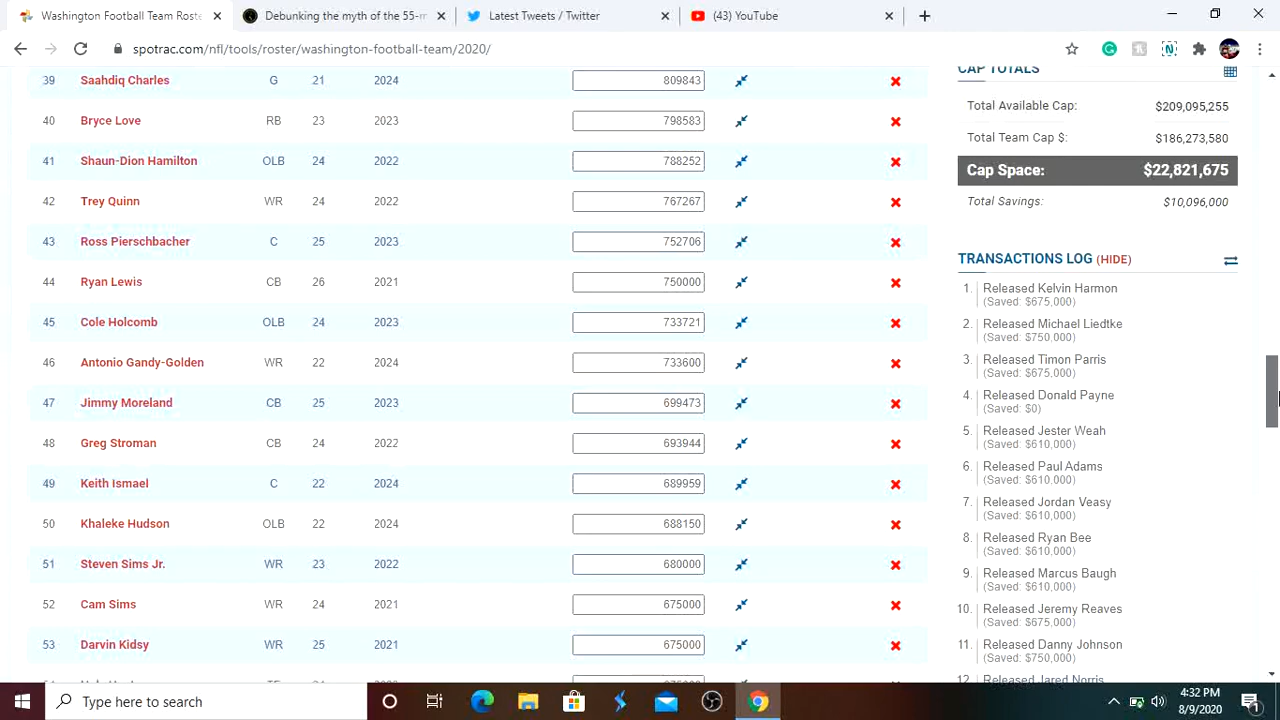 Washington Football Team Roste
Debunking the myth of the 55-m
Latest Tweets / Twitter
(43) YouTube
spotrac.com/nfl/tools/roster/washington-football-team/2020/
39 Saahdiq Charles G 21 2024 809843
40 Bryce Love RB 23 2023 798583
41 Shaun-Dion Hamilton OLB 24 2022 788252
42 Trey Quinn WR 24 2022 767267
43 Ross Pierschbacher C 25 2023 752706
44 Ryan Lewis CB 26 2021 750000
45 Cole Holcomb OLB 24 2023 733721
46 Antonio Gandy-Golden WR 22 2024 733600
47 Jimmy Moreland CB 25 2023 699473
48 Greg Stroman CB 24 2022 693944
49 Keith Ismael C 22 2024 689959
50 Khaleke Hudson OLB 22 2024 688150
51 Steven Sims Jr. WR 23 2022 680000
52 Cam Sims WR 24 2021 675000
53 Darvin Kidsy WR 25 2021 675000
CAP TOTALS
Total Available Cap: $209,095,255
Total Team Cap $: $186,273,580
Cap Space: $22,821,675
Total Savings: $10,096,000
TRANSACTIONS LOG (HIDE)
1. Released Kelvin Harmon
(Saved: $675,000)
2. Released Michael Liedtke
(Saved: $750,000)
3. Released Timon Parris
(Saved: $675,000)
4. Released Donald Payne
(Saved: $0)
5. Released Jester Weah
(Saved: $610,000)
6. Released Paul Adams
(Saved: $610,000)
7. Released Jordan Veasy
(Saved: $610,000)
8. Released Ryan Bee
(Saved: $610,000)
9. Released Marcus Baugh
(Saved: $610,000)
10. Released Jeremy Reaves
(Saved: $675,000)
11. Released Danny Johnson
(Saved: $750,000)
12. Released Jared Norris
Type here to search
4:32 PM
8/9/2020